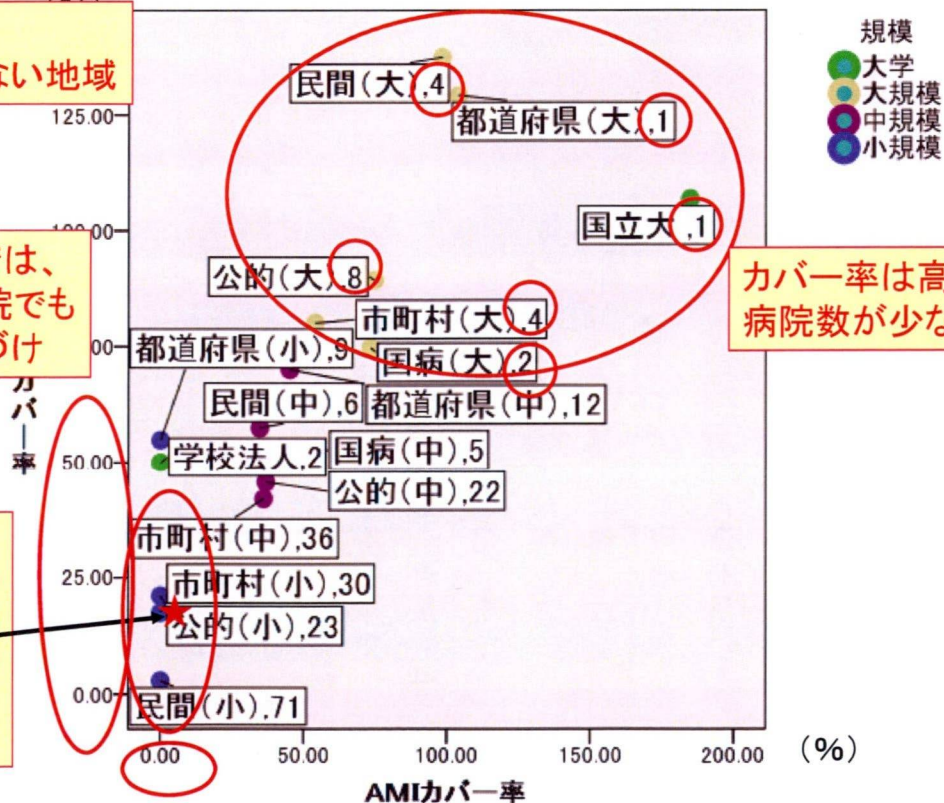 ない地域
規模
大学
大規模
中規模
小規模
民間(大),4
125.00
都道府県(大),1
100.00
国立大,1
公的(大),8
では、
院でも
づけ
カバー率は高
病院数が少な
市町村(大),4
都道府県(小),9
国病(大),2
カバー率
民間(中),6
都道府県(中),12
50.00
学校法人,2
国病(中),5
公的(中),22
市町村(中),36
25.00
市町村(小),30
公的(小),23
0.00
民間(小),71
0.00 50.00 100.00 150.00 200.00 (%)
AMIカバー率